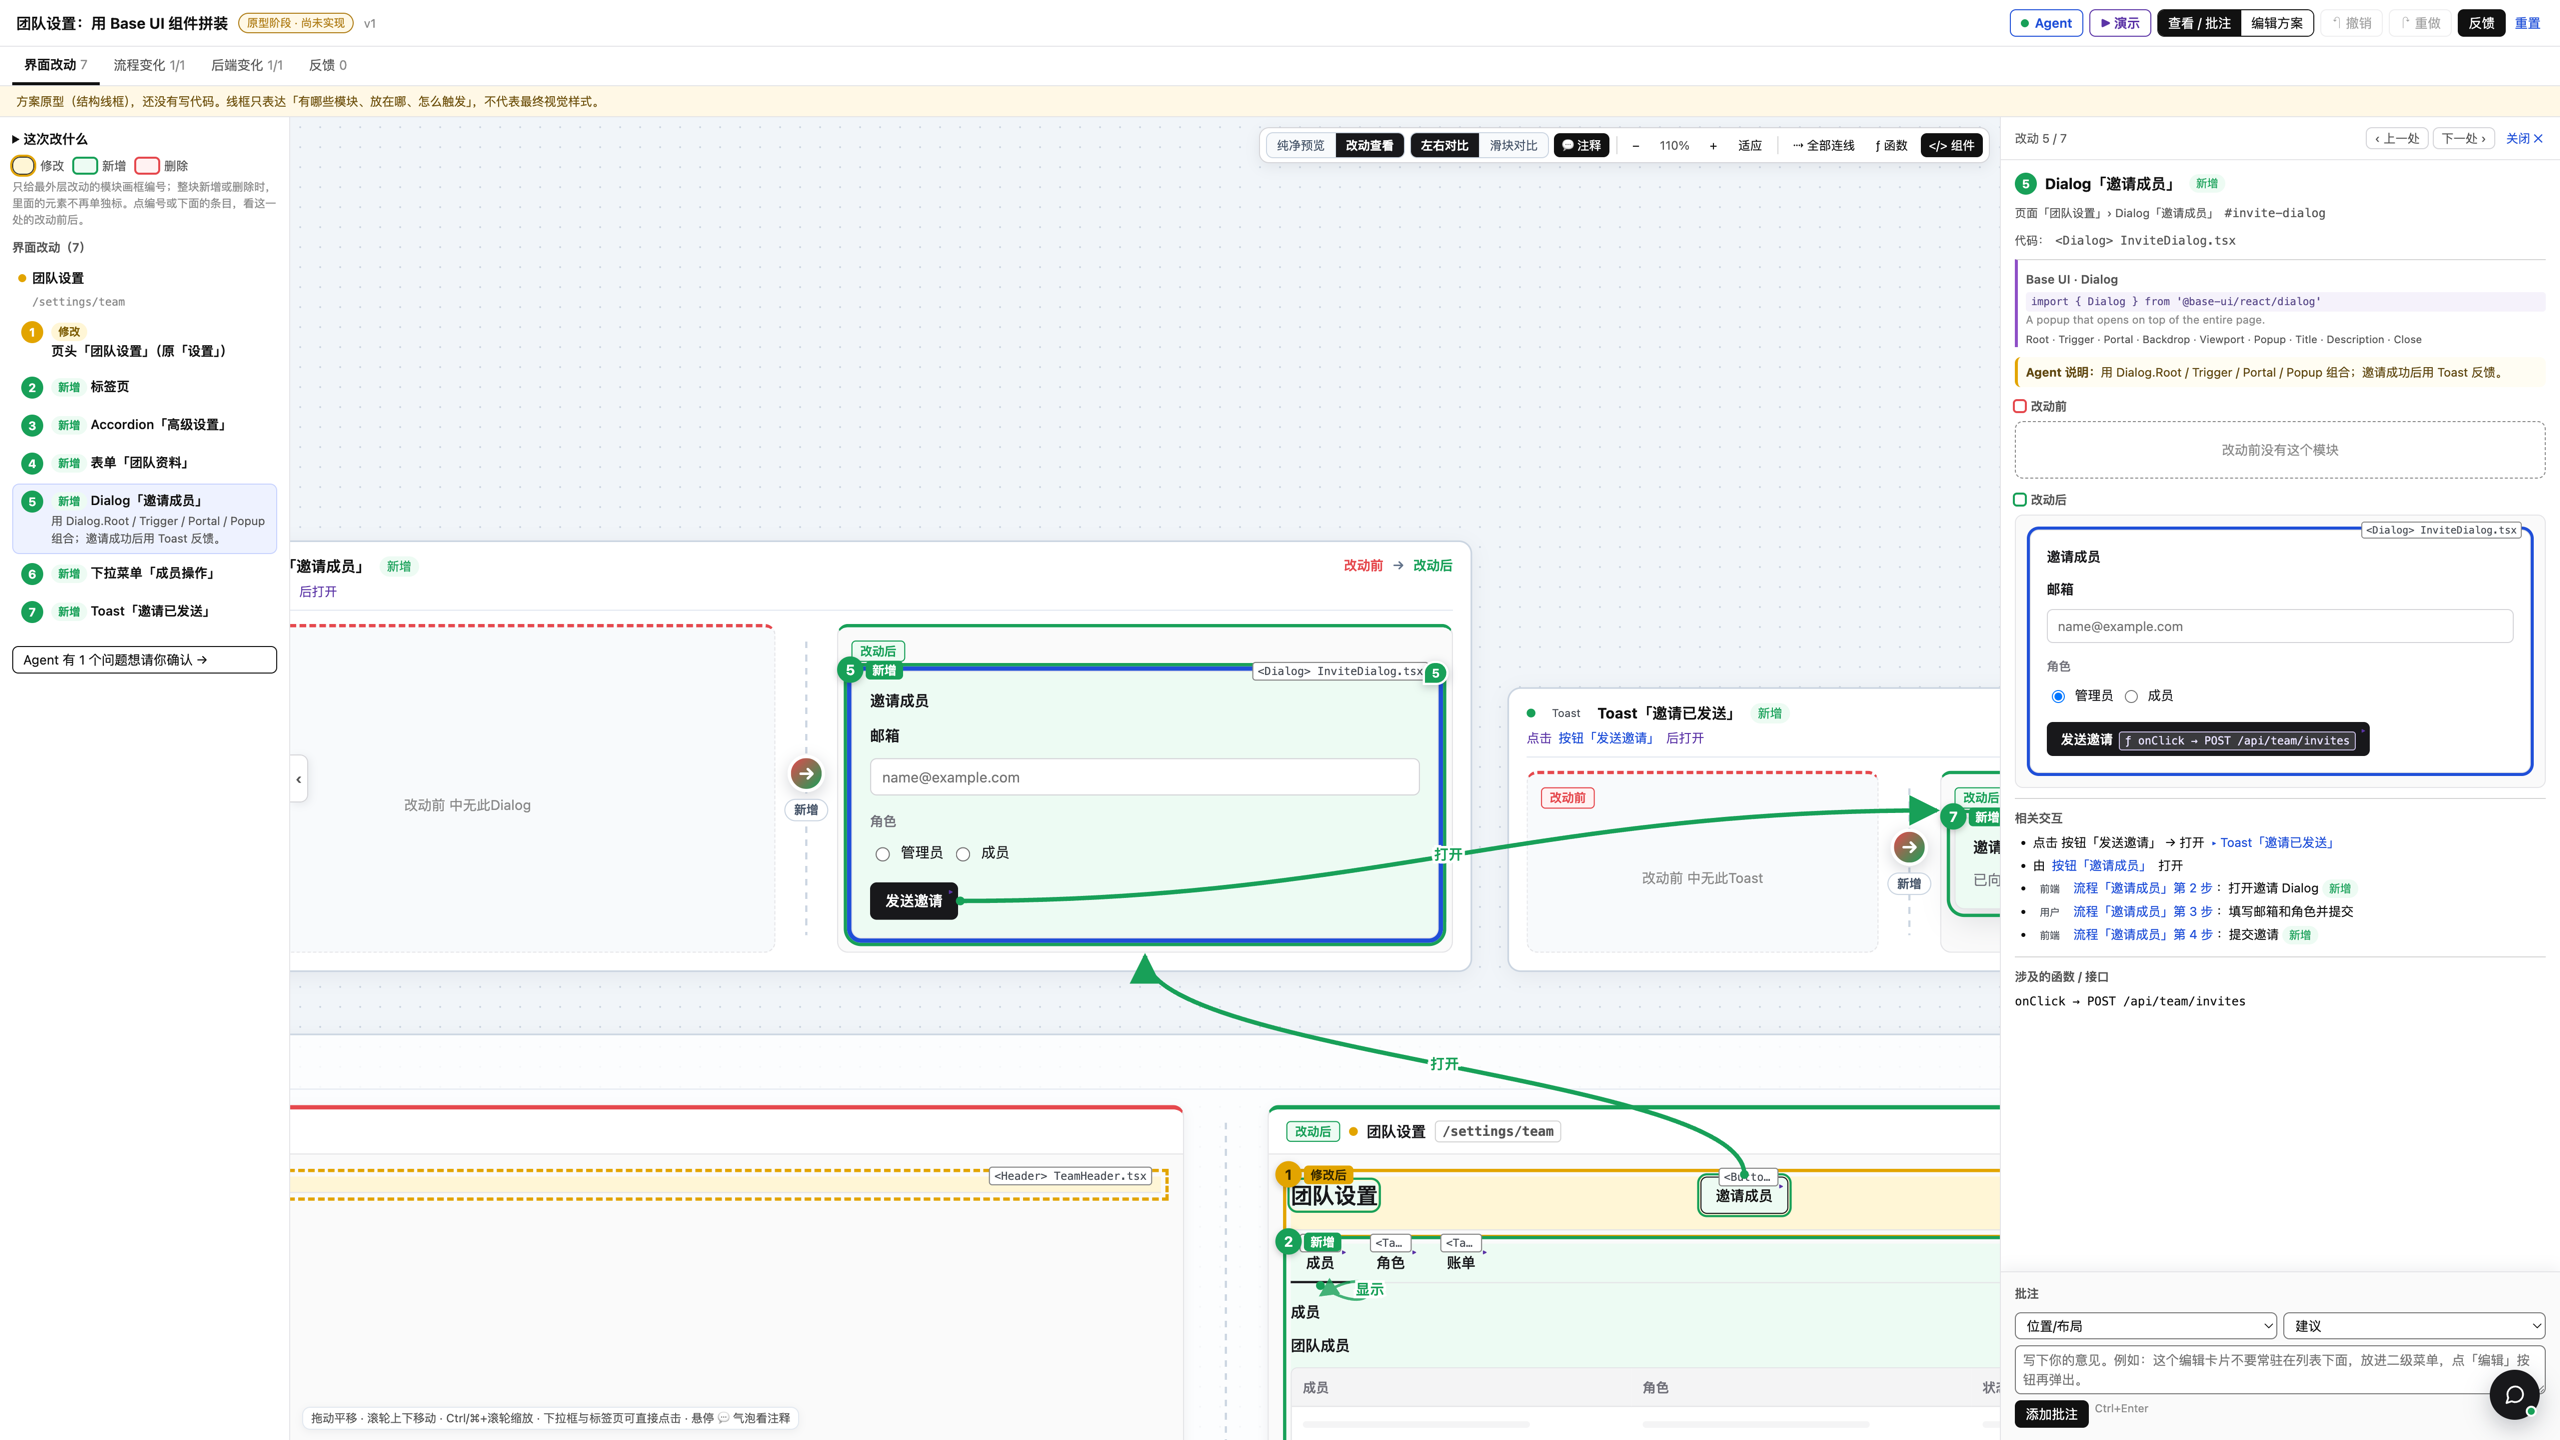 团队设置：用 Base UI 组件拼装 原型阶段 · 尚未实现 v1
Agent 演示 查看 / 批注 编辑方案 撤销 重做 反馈 重置
界面改动 7 流程变化 1/1 后端变化 1/1 反馈 0
方案原型（结构线框），还没有写代码。线框只表达「有哪些模块、放在哪、怎么触发」，不代表最终视觉样式。
这次改什么
修改 新增 删除
只给最外层改动的模块画框编号；整块新增或删除时，
里面的元素不再单独标。点编号或下面的条目，看这一
处的改动前后。
界面改动（7）
团队设置
/settings/team
1 修改
页头「团队设置」（原「设置」）
2 新增 标签页
3 新增 Accordion「高级设置」
4 新增 表单「团队资料」
5 新增 Dialog「邀请成员」
用 Dialog.Root / Trigger / Portal / Popup
组合；邀请成功后用 Toast 反馈。
6 新增 下拉菜单「成员操作」
7 新增 Toast「邀请已发送」
Agent 有 1 个问题想请你确认 →
纯净预览 改动查看 左右对比 滑块对比 注释 − 110% + 适应 全部连线 ƒ 函数 </> 组件
「邀请成员」 新增 改动前 → 改动后
后打开
改动前 中无此Dialog
→
新增
改动后
5 新增 <Dialog> InviteDialog.tsx 5
邀请成员
邮箱
name@example.com
角色
管理员 成员
发送邀请
打开
Toast Toast「邀请已发送」 新增
点击 按钮「发送邀请」 后打开
改动前
改动前 中无此Toast
→
新增
改动后
7 新增
邀请
已向
打开
<Header> TeamHeader.tsx
改动后 团队设置 /settings/team
1 修改后 <Butto…
团队设置 邀请成员
2 新增 <Ta… <Ta…
成员 角色 账单
显示
成员
团队成员
成员 角色
拖动平移 · 滚轮上下移动 · Ctrl/⌘+滚轮缩放 · 下拉框与标签页可直接点击 · 悬停 💬 气泡看注释
改动 5 / 7 ‹ 上一处 下一处 › 关闭 ✕
5 Dialog「邀请成员」 新增
页面「团队设置」 › Dialog「邀请成员」 #invite-dialog
代码： <Dialog> InviteDialog.tsx
Base UI · Dialog
import { Dialog } from '@base-ui/react/dialog'
A popup that opens on top of the entire page.
Root · Trigger · Portal · Backdrop · Viewport · Popup · Title · Description · Close
Agent 说明：用 Dialog.Root / Trigger / Portal / Popup 组合；邀请成功后用 Toast 反馈。
改动前
改动前没有这个模块
改动后
<Dialog> InviteDialog.tsx
邀请成员
邮箱
name@example.com
角色
管理员 成员
发送邀请 ƒ onClick → POST /api/team/invites
相关交互
• 点击 按钮「发送邀请」 → 打开 ▸ Toast「邀请已发送」
• 由 按钮「邀请成员」 打开
• 前端 流程「邀请成员」第 2 步： 打开邀请 Dialog 新增
• 用户 流程「邀请成员」第 3 步： 填写邮箱和角色并提交
• 前端 流程「邀请成员」第 4 步： 提交邀请 新增
涉及的函数 / 接口
onClick → POST /api/team/invites
批注
位置/布局 建议
写下你的意见。例如：这个编辑卡片不要常驻在列表下面，放进二级菜单，点「编辑」按
钮再弹出。
添加批注 Ctrl+Enter